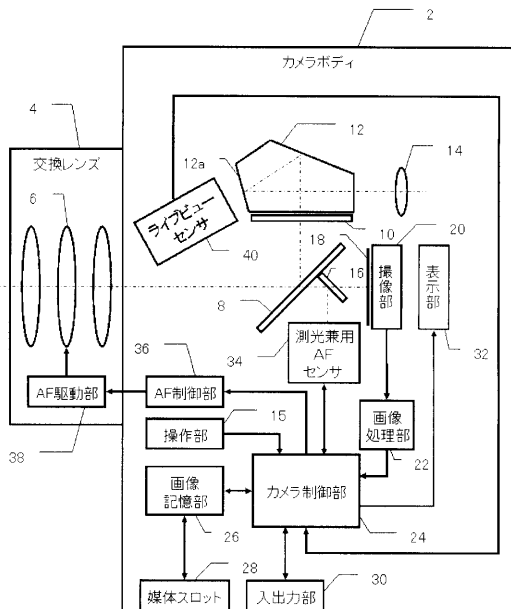 2
カメラボディ
4
交換レンズ
6
12
12a
14
ライブビュー
センサ
40
10
20
18
撮像部
表示部
16
8
32
34
測光兼用
AF
センサ
36
AF駆動部
AF制御部
38
15
操作部
画像
処理部
22
画像
記憶部
カメラ制御部
26
24
28
30
媒体スロット
入出力部